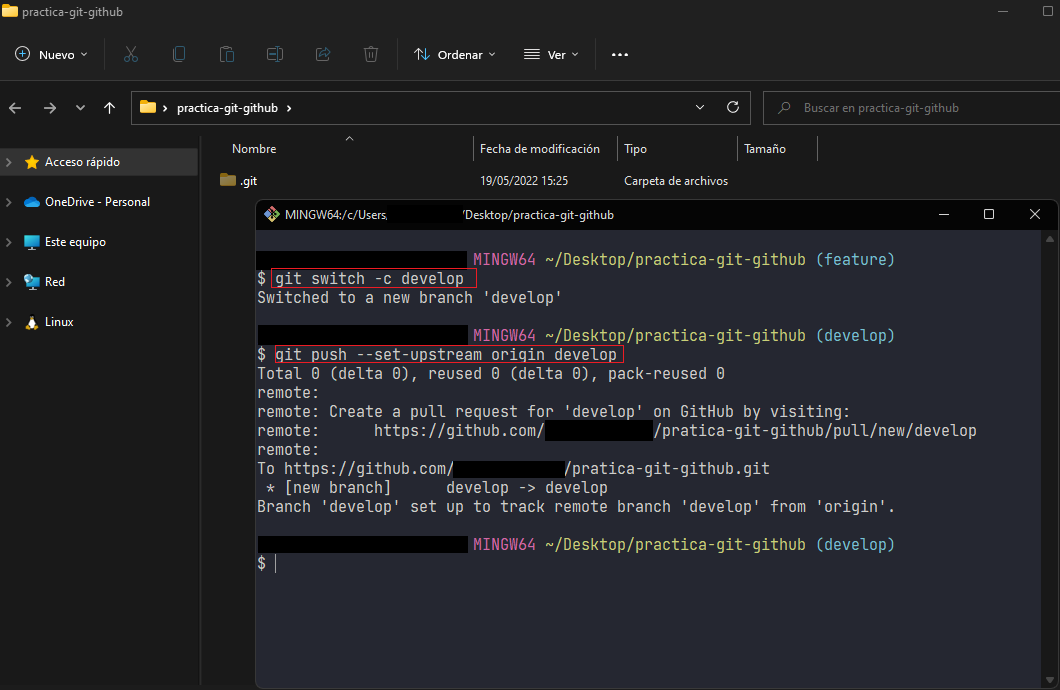 practica-git-github
Nuevo
Ordenar
Ver
practica-git-github
Buscar en practica-git-github
Nombre Fecha de modificación Tipo Tamaño
Acceso rápido
.git 19/05/2022 15:25 Carpeta de archivos
OneDrive - Personal
Este equipo
Red
Linux
MINGW64:/c/Users/ /Desktop/practica-git-github
MINGW64 ~/Desktop/practica-git-github (feature)
$ git switch -c develop
Switched to a new branch 'develop'
MINGW64 ~/Desktop/practica-git-github (develop)
$ git push --set-upstream origin develop
Total 0 (delta 0), reused 0 (delta 0), pack-reused 0
remote:
remote: Create a pull request for 'develop' on GitHub by visiting:
remote:      https://github.com/ /pratica-git-github/pull/new/develop
remote:
To https://github.com/ /pratica-git-github.git
 * [new branch]      develop -> develop
Branch 'develop' set up to track remote branch 'develop' from 'origin'.
MINGW64 ~/Desktop/practica-git-github (develop)
$